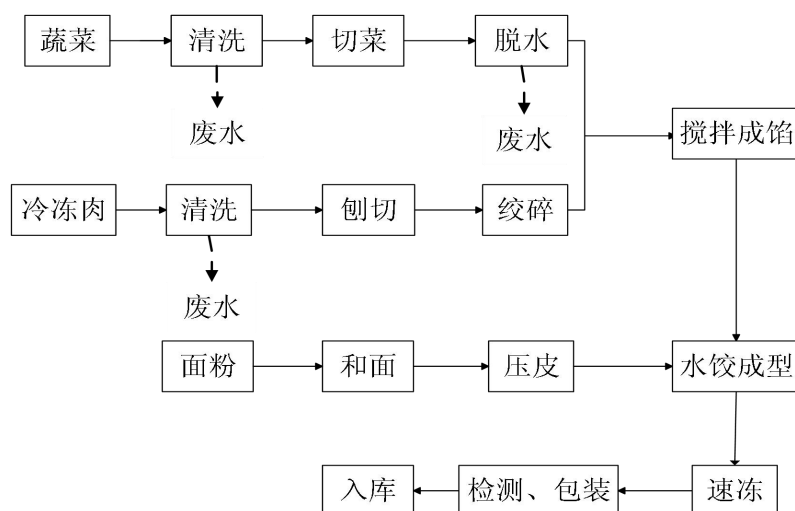 蔬菜 清洗 切菜 脱水
废水 废水
搅拌成馅
冷冻肉 清洗 刨切 绞碎
废水
面粉 和面 压皮 水饺成型
入库 检测、包装 速冻